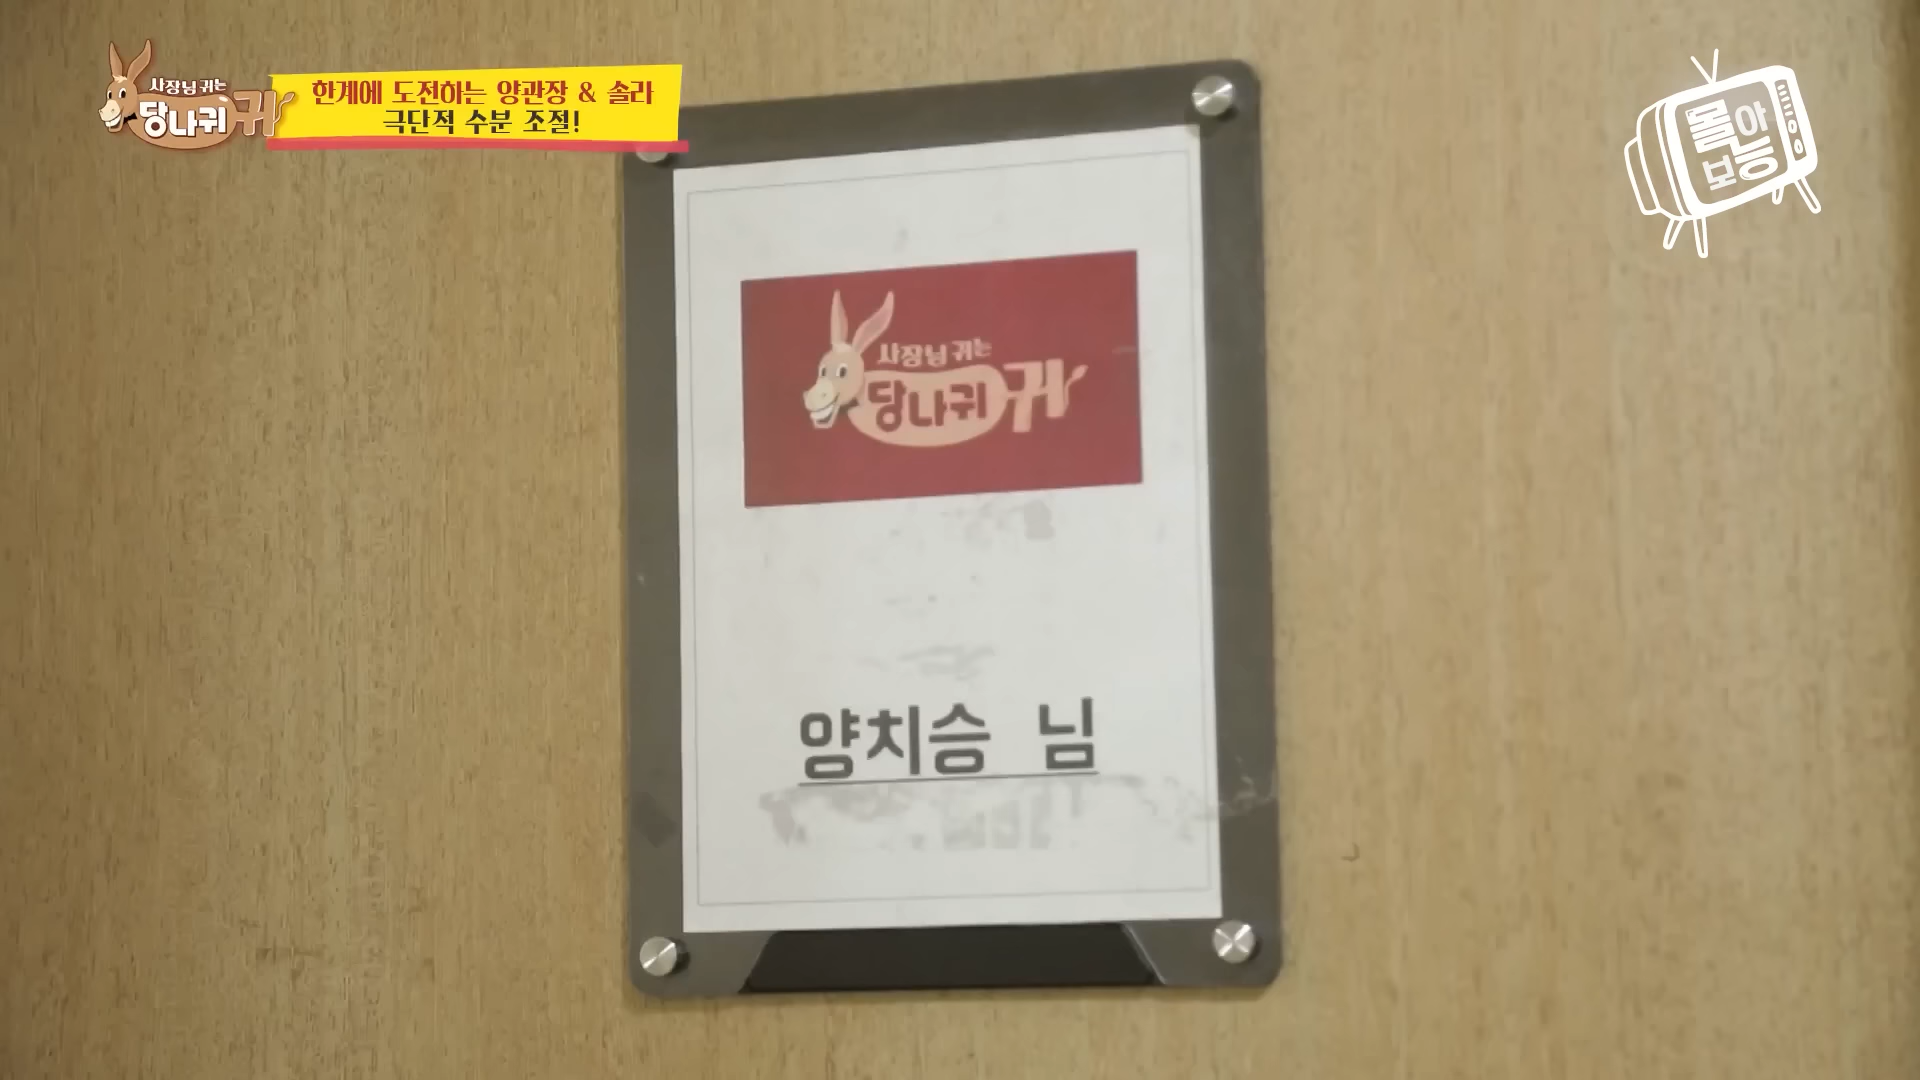 사장님 귀는
당나귀 귀
한계에 도전하는 양관장 & 솔라
극단적 수분 조절!
몰아
보능
사장님 귀는
당나귀 귀
양치승 님